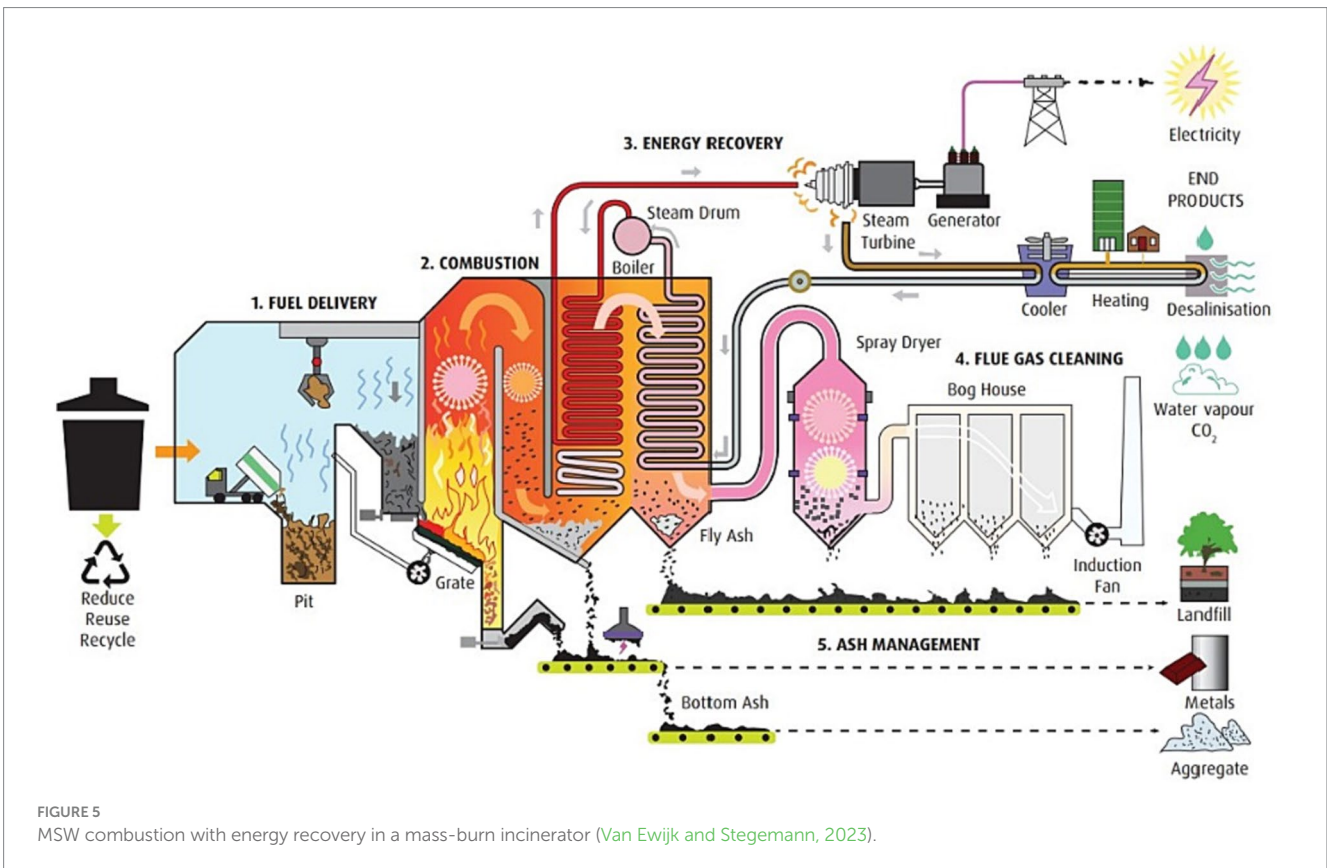 Electricity
3. ENERGY RECOVERY
END
PRODUCTS
Steam Drum
Steam
Turbine
Generator
Boiler
2. COMBUSTION
1. FUEL DELIVERY
Cooler
Heating
Desalinisation
Spray Dryer
4. FLUE GAS CLEANING
Bog House
Water vapour
CO₂
Fly Ash
Induction
Fan
Grate
Pit
Reduce
Reuse
Recycle
Landfill
5. ASH MANAGEMENT
Bottom Ash
Metals
Aggregate
FIGURE 5
MSW combustion with energy recovery in a mass-burn incinerator (Van Ewijk and Stegemann, 2023).